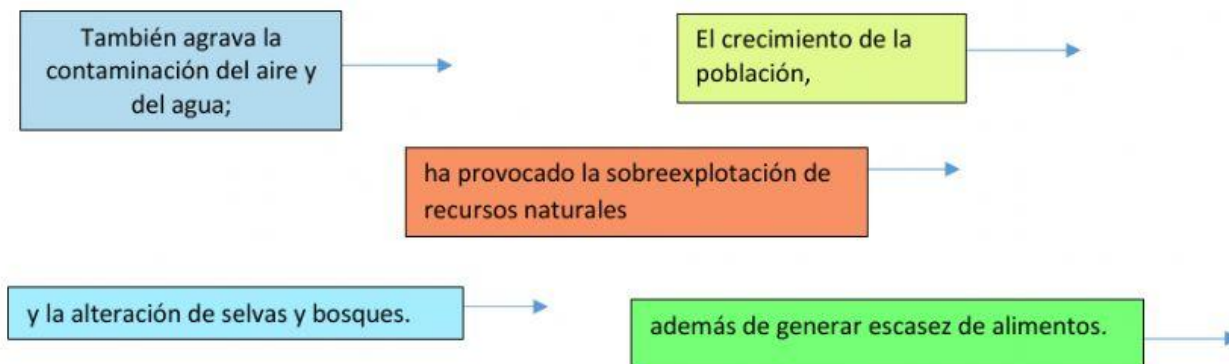 También agrava la
contaminación del aire y
del agua;
El crecimiento de la
población,
ha provocado la sobreexplotación de
recursos naturales
y la alteración de selvas y bosques.
además de generar escasez de alimentos.